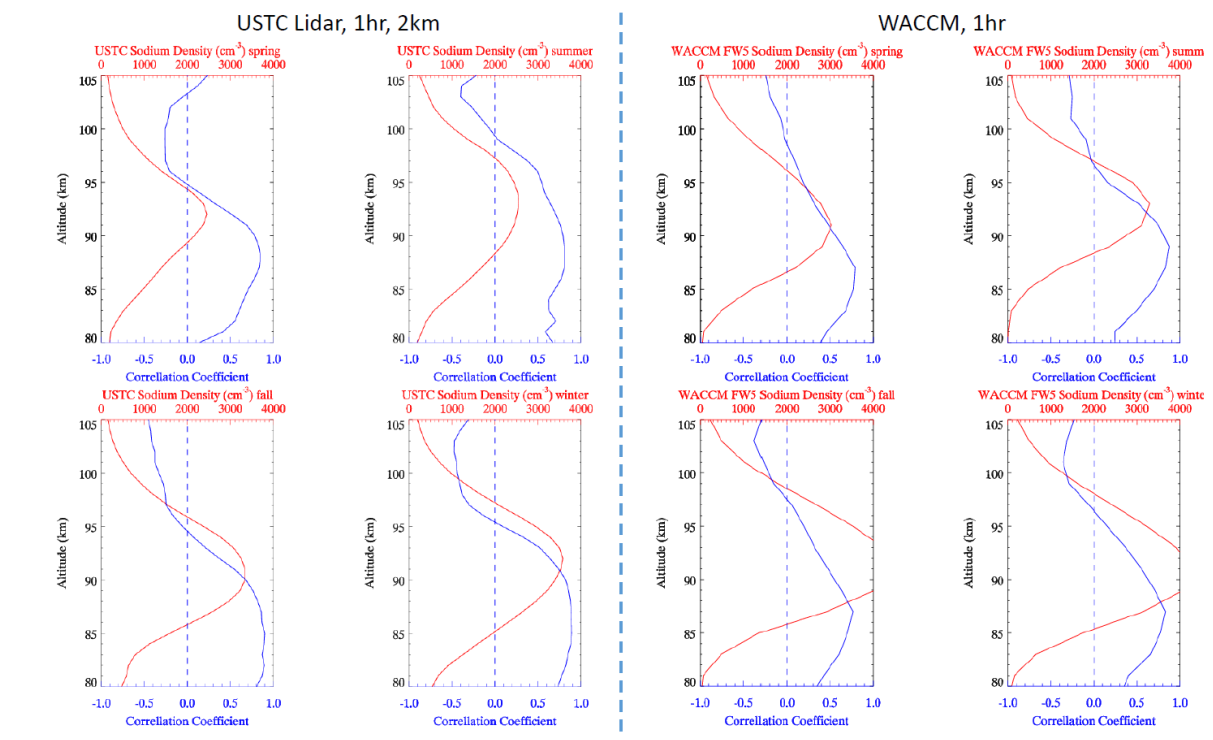 USTC Lidar, 1hr, 2km
WACCM, 1hr
USTC Sodium Density (cm⁻³) spring
0 1000 2000 3000 4000
105
100
95
90
85
80
Altitude (km)
-1.0 -0.5 0.0 0.5 1.0
Correllation Coefficient
USTC Sodium Density (cm⁻³) summer
0 1000 2000 3000 4000
105
100
95
90
85
80
Altitude (km)
-1.0 -0.5 0.0 0.5 1.0
Correllation Coefficient
WACCM FW5 Sodium Density (cm⁻³) spring
0 1000 2000 3000 4000
105
100
95
90
85
80
Altitude (km)
-1.0 -0.5 0.0 0.5 1.0
Correllation Coefficient
WACCM FW5 Sodium Density (cm⁻³) summ
0 1000 2000 3000 4000
105
100
95
90
85
80
Altitude (km)
-1.0 -0.5 0.0 0.5 1.0
Correllation Coefficient
USTC Sodium Density (cm⁻³) fall
0 1000 2000 3000 4000
105
100
95
90
85
80
Altitude (km)
-1.0 -0.5 0.0 0.5 1.0
Correllation Coefficient
USTC Sodium Density (cm⁻³) winter
0 1000 2000 3000 4000
105
100
95
90
85
80
Altitude (km)
-1.0 -0.5 0.0 0.5 1.0
Correllation Coefficient
WACCM FW5 Sodium Density (cm⁻³) fall
0 1000 2000 3000 4000
105
100
95
90
85
80
Altitude (km)
-1.0 -0.5 0.0 0.5 1.0
Correllation Coefficient
WACCM FW5 Sodium Density (cm⁻³) winte
0 1000 2000 3000 4000
105
100
95
90
85
80
Altitude (km)
-1.0 -0.5 0.0 0.5 1.0
Correllation Coefficient